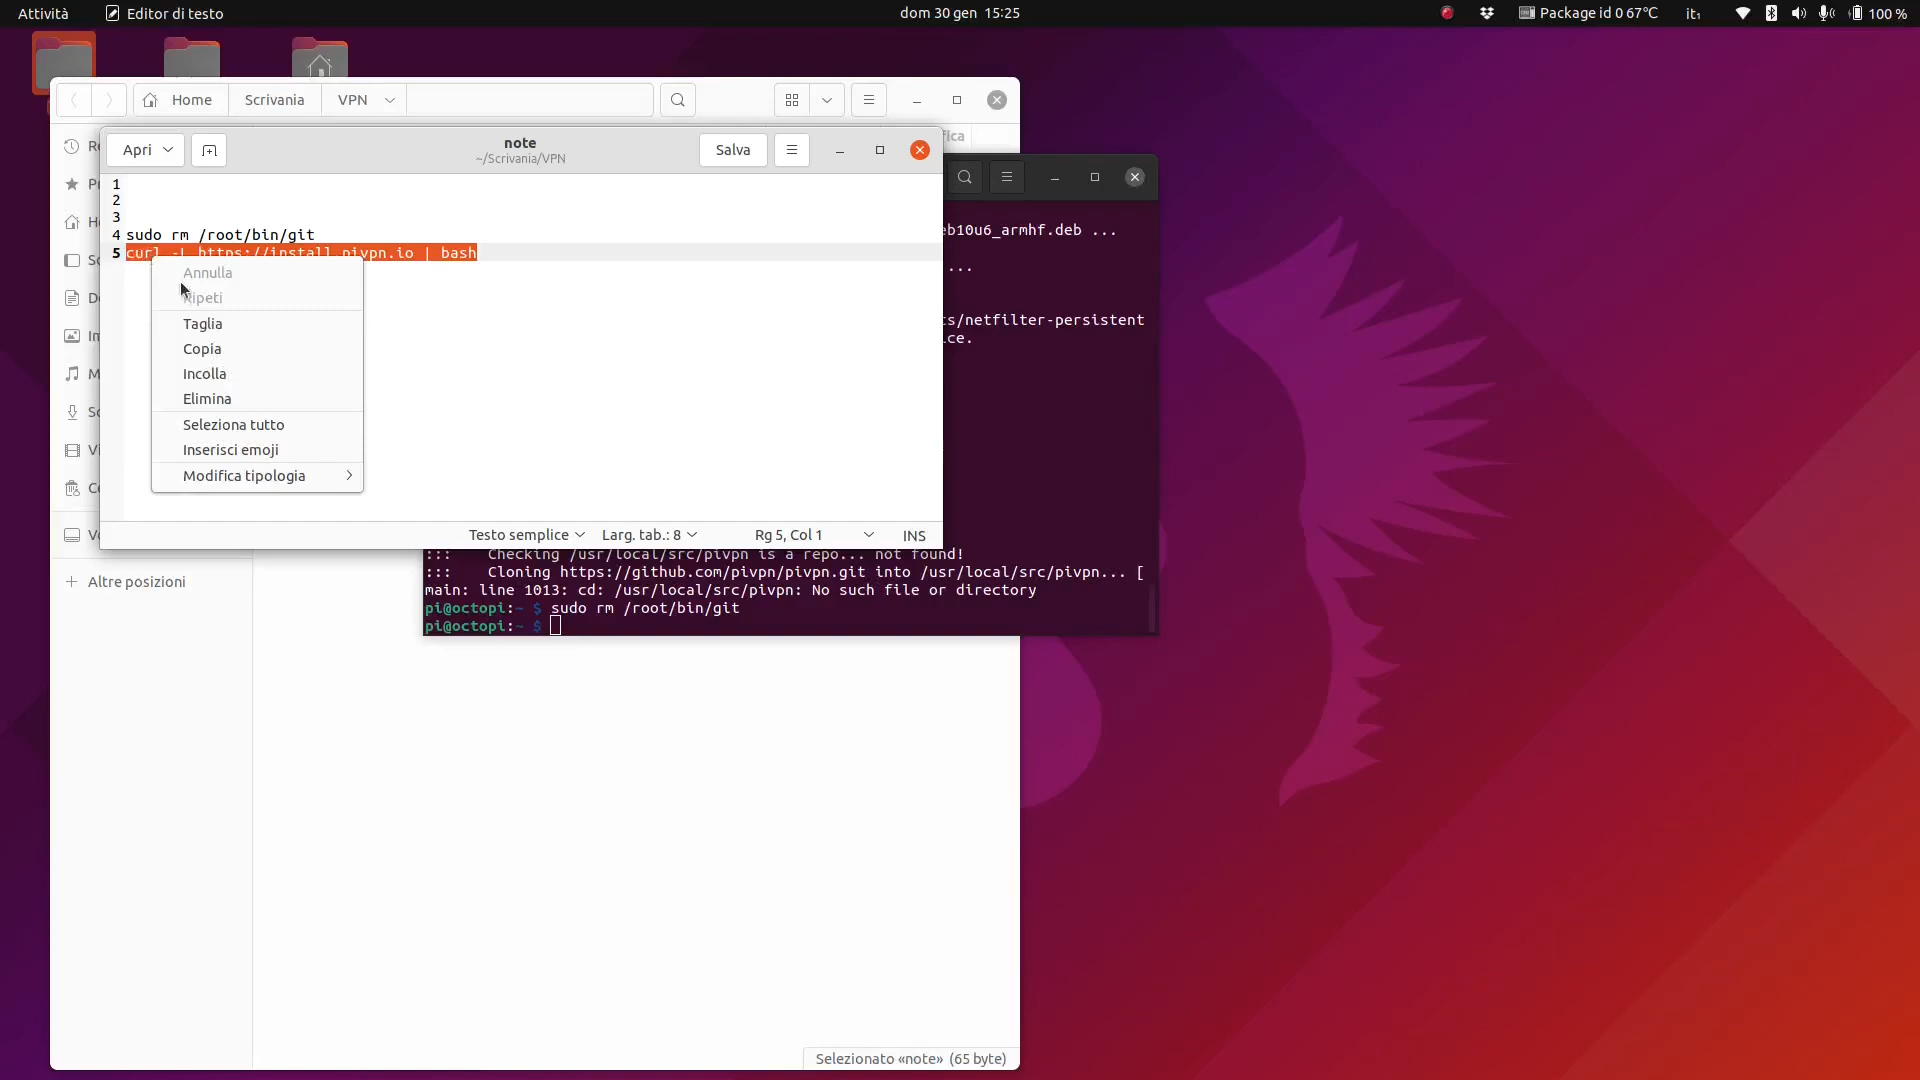 Attività
Editor di testo
dom 30 gen 15:25
Package id 0 67°C
it₁
100 %
Home
Scrivania
VPN
Apri
note
~/Scrivania/VPN
Salva
1
2
3
4 sudo rm /root/bin/git
5 curl -L https://install.pivpn.io | bash
Annulla
Ripeti
Taglia
Copia
Incolla
Elimina
Seleziona tutto
Inserisci emoji
Modifica tipologia
Testo semplice
Larg. tab.: 8
Rg 5, Col 1
INS
Altre posizioni
eb10u6_armhf.deb ...
...
ts/netfilter-persistent
ice.
::: Checking /usr/local/src/pivpn is a repo... not found!
::: Cloning https://github.com/pivpn/pivpn.git into /usr/local/src/pivpn... [
main: line 1013: cd: /usr/local/src/pivpn: No such file or directory
pi@octopi:~ $ sudo rm /root/bin/git
pi@octopi:~ $
Selezionato «note» (65 byte)